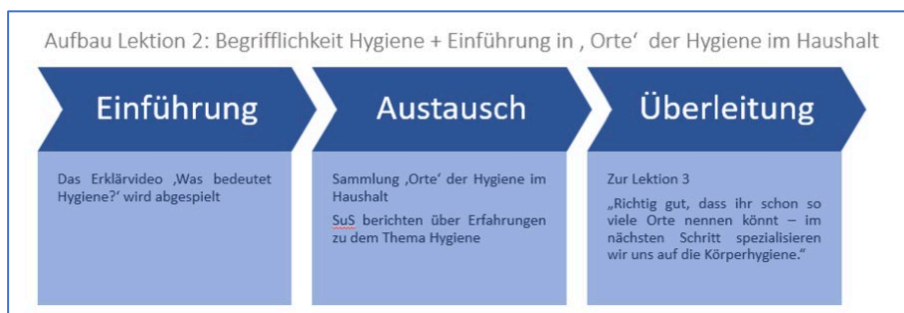 Aufbau Lektion 2: Begrifflichkeit Hygiene + Einführung in ‚ Orte‘ der Hygiene im Haushalt
Einführung
Das Erklärvideo ‚Was bedeutet
Hygiene?‘ wird abgespielt
Austausch
Sammlung ‚Orte‘ der Hygiene im
Haushalt
SuS berichten über Erfahrungen
zu dem Thema Hygiene
Überleitung
Zur Lektion 3
„Richtig gut, dass ihr schon so
viele Orte nennen könnt – im
nächsten Schritt spezialisieren
wir uns auf die Körperhygiene.“